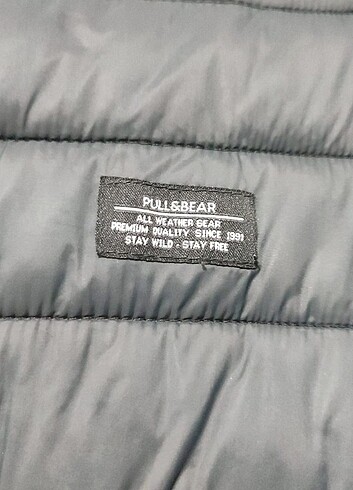 PULL&BEAR
ALL WEATHER GEAR
PREMIUM QUALITY SINCE 1991
STAY WILD - STAY FREE